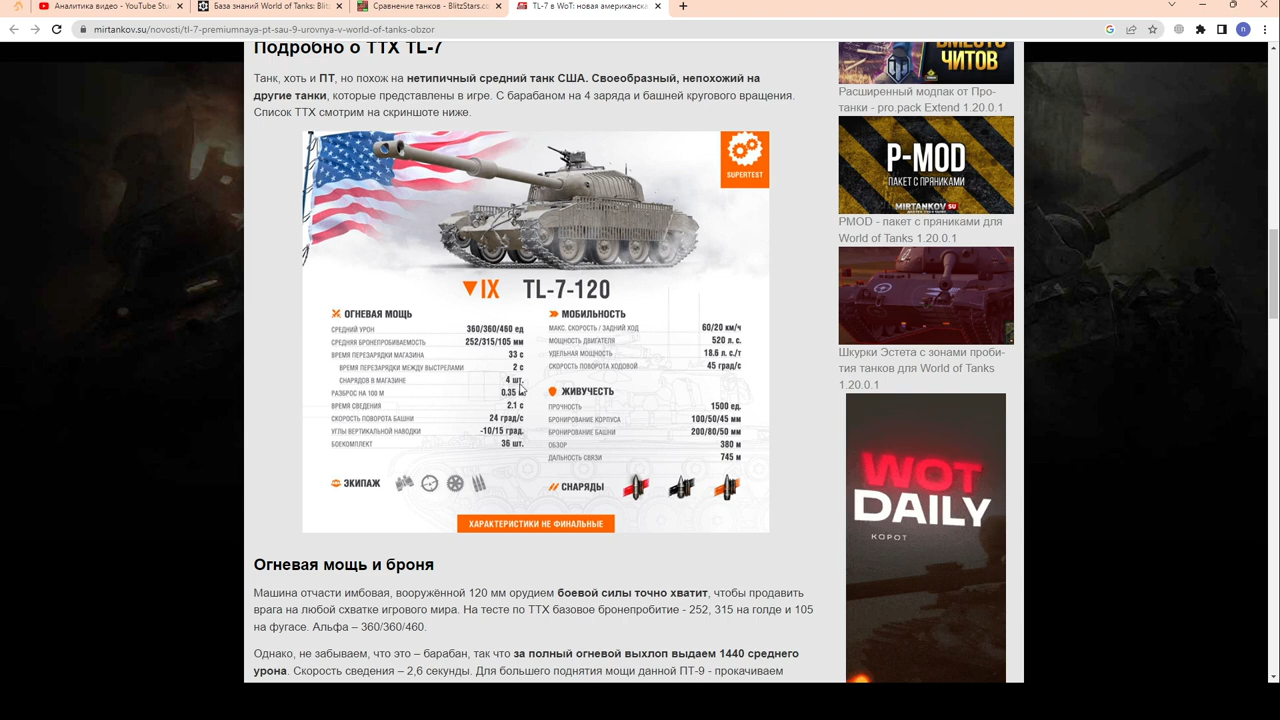 Аналитика видео - YouTube Stu
База знаний World of Tanks: Blitz
Сравнение танков - BlitzStars.co
TL-7 в WoT: новая американска
mirtankov.su/novosti/tl-7-premiumnaya-pt-sau-9-urovnya-v-world-of-tanks-obzor
n
Подробно о ТТХ TL-7
Танк, хоть и ПТ, но похож на нетипичный средний танк США. Своеобразный, непохожий на
другие танки, которые представлены в игре. С барабаном на 4 заряда и башней кругового вращения.
Список ТТХ смотрим на скриншоте ниже.
SUPERTEST
IX TL-7-120
ОГНЕВАЯ МОЩЬ
СРЕДНИЙ УРОН 360/360/460 ед
СРЕДНЯЯ БРОНЕПРОБИВАЕМОСТЬ 252/315/105 мм
ВРЕМЯ ПЕРЕЗАРЯДКИ МАГАЗИНА 33 с
ВРЕМЯ ПЕРЕЗАРЯДКИ МЕЖДУ ВЫСТРЕЛАМИ 2 с
СНАРЯДОВ В МАГАЗИНЕ 4 шт.
РАЗБРОС НА 100 М 0.35
ВРЕМЯ СВЕДЕНИЯ 2.1 с
СКОРОСТЬ ПОВОРОТА БАШНИ 24 град/с
УГЛЫ ВЕРТИКАЛЬНОЙ НАВОДКИ -10/15 град.
БОЕКОМПЛЕКТ 36 шт.
МОБИЛЬНОСТЬ
МАКС. СКОРОСТЬ / ЗАДНИЙ ХОД 60/20 км/ч
МОЩНОСТЬ ДВИГАТЕЛЯ 520 л. с.
УДЕЛЬНАЯ МОЩНОСТЬ 18.6 л. с./т
СКОРОСТЬ ПОВОРОТА ХОДОВОЙ 45 град/с
ЖИВУЧЕСТЬ
ПРОЧНОСТЬ 1500 ед.
БРОНИРОВАНИЕ КОРПУСА 100/50/45 мм
БРОНИРОВАНИЕ БАШНИ 200/80/50 мм
ОБЗОР 380 м
ДАЛЬНОСТЬ СВЯЗИ 745 м
ЭКИПАЖ
СНАРЯДЫ
ХАРАКТЕРИСТИКИ НЕ ФИНАЛЬНЫЕ
Огневая мощь и броня
Машина отчасти имбовая, вооружённой 120 мм орудием боевой силы точно хватит, чтобы продавить
врага на любой схватке игрового мира. На тесте по ТТХ базовое бронепробитие - 252, 315 на голде и 105
на фугасе. Альфа – 360/360/460.
Однако, не забываем, что это – барабан, так что за полный огневой выхлоп выдаем 1440 среднего
урона. Скорость сведения – 2,6 секунды. Для большего поднятия мощи данной ПТ-9 - прокачиваем
ВМЕСТО
ЧИТОВ
Расширенный модпак от Про-
танки - pro.pack Extend 1.20.0.1
P-MOD
ПАКЕТ С ПРЯНИКАМИ
MIRTANKOV SU
PMOD - пакет с пряниками для
World of Tanks 1.20.0.1
Шкурки Эстета с зонами проби-
тия танков для World of Tanks
1.20.0.1
WOT
DAILY
КОРОТ